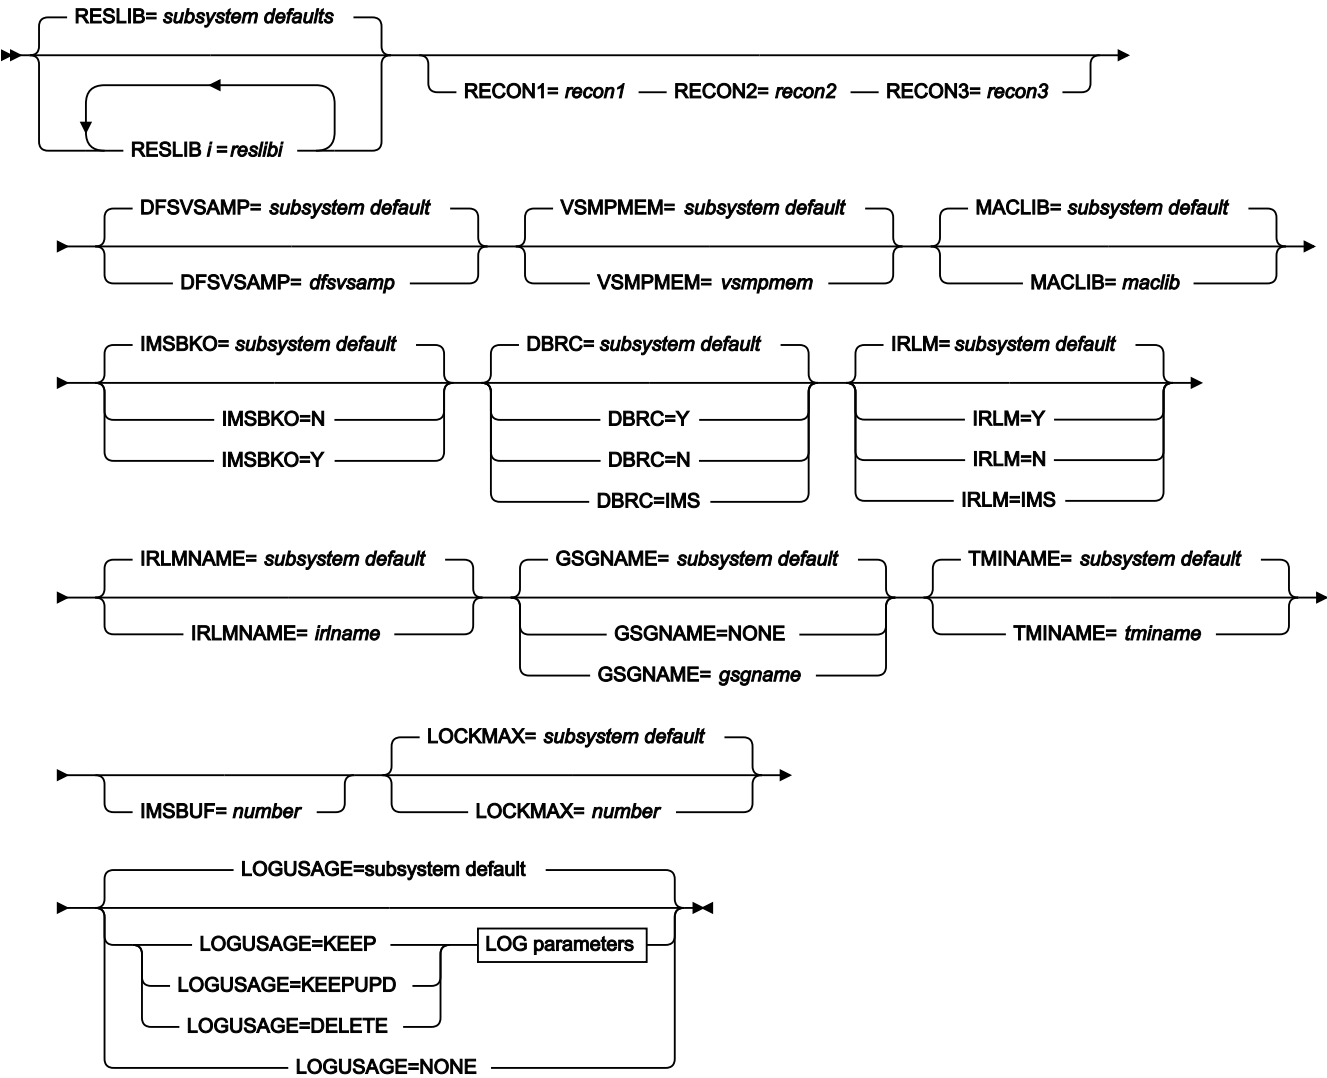 RESLIB= subsystem defaults
RECON1= recon1 RECON2= recon2 RECON3= recon3
RESLIB i =reslibi
DFSVSAMP= subsystem default VSMPMEM= subsystem default MACLIB= subsystem default
DFSVSAMP= dfsvsamp VSMPMEM= vsmpmem MACLIB= maclib
IMSBKO= subsystem default DBRC= subsystem default IRLM= subsystem default
IMSBKO=N DBRC=Y IRLM=Y
IMSBKO=Y DBRC=N IRLM=N
DBRC=IMS IRLM=IMS
IRLMNAME= subsystem default GSGNAME= subsystem default TMINAME= subsystem default
IRLMNAME= irlname GSGNAME=NONE TMINAME= tminame
GSGNAME= gsgname
LOCKMAX= subsystem default
IMSBUF= number LOCKMAX= number
LOGUSAGE=subsystem default
LOGUSAGE=KEEP LOG parameters
LOGUSAGE=KEEPUPD
LOGUSAGE=DELETE
LOGUSAGE=NONE